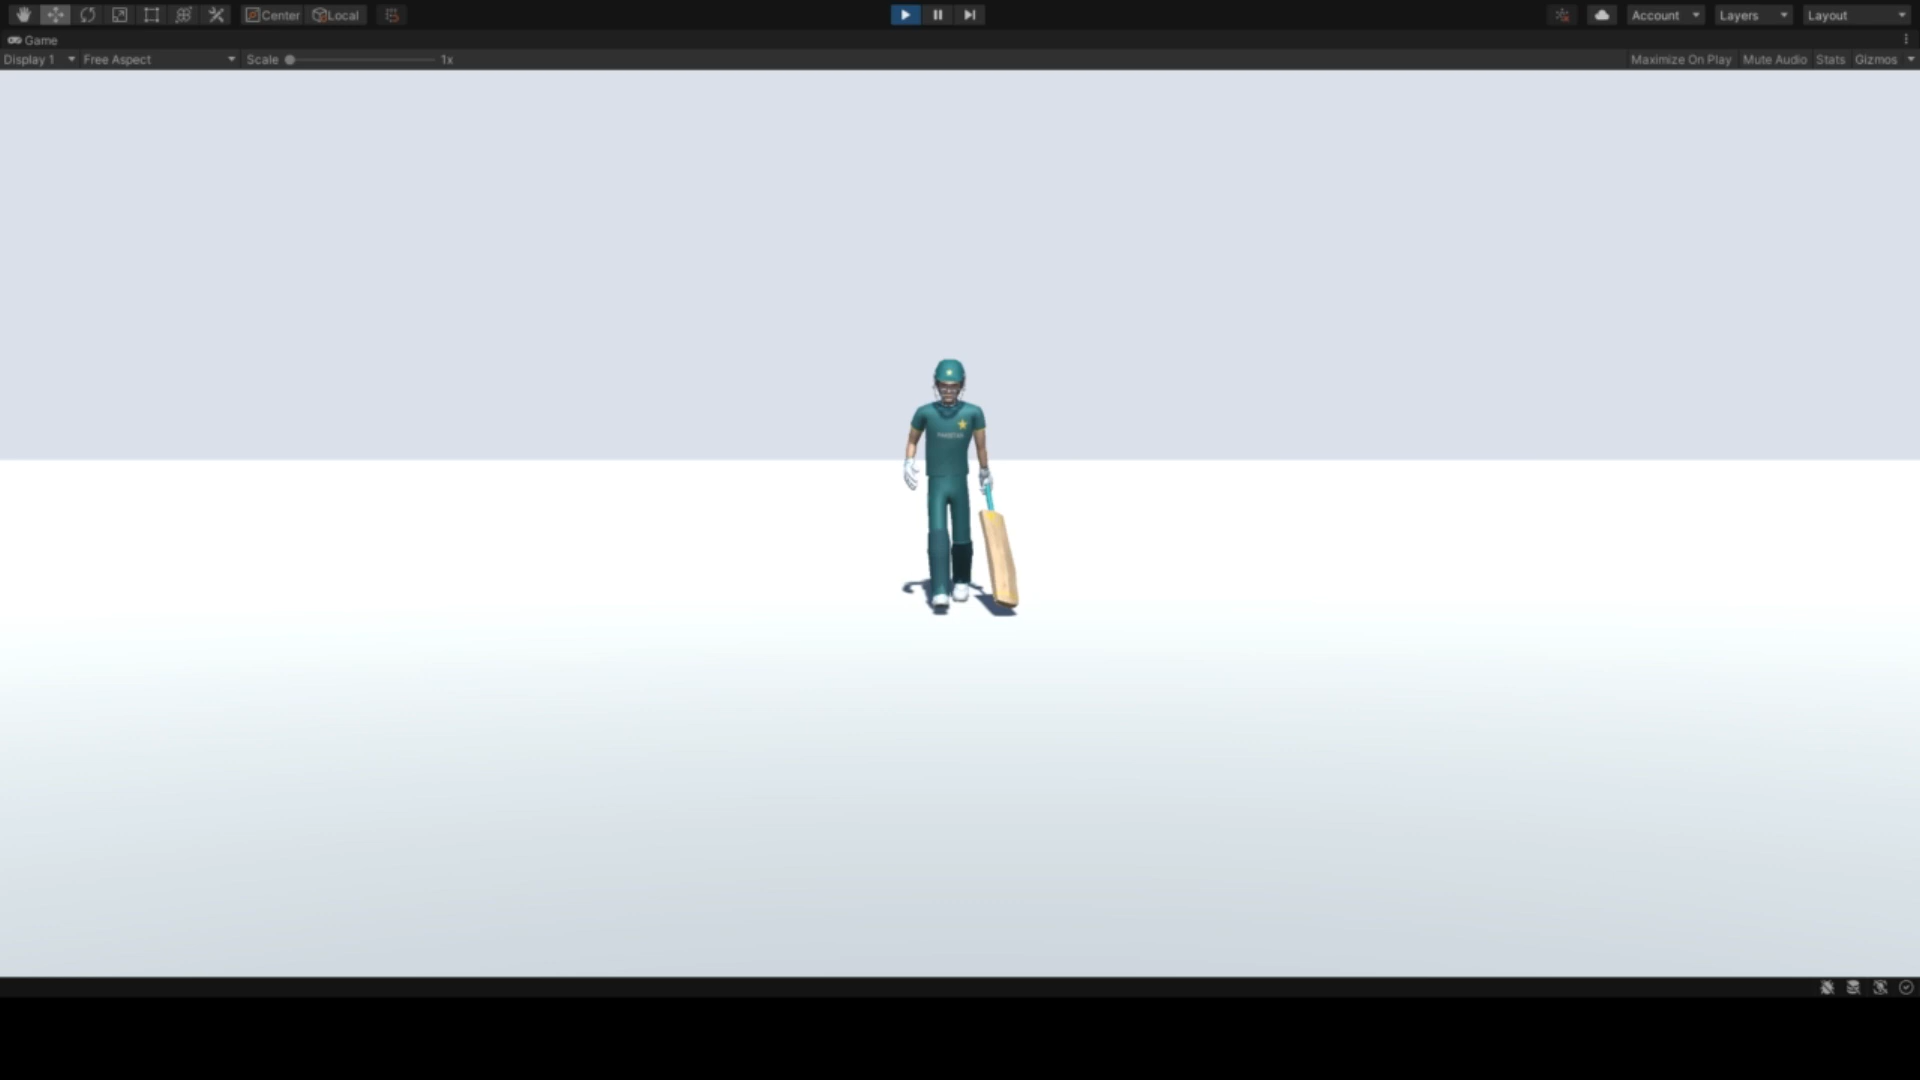 Center Local Account Layers Layout
Game
Display 1 Free Aspect Scale 1x Maximize On Play Mute Audio Stats Gizmos